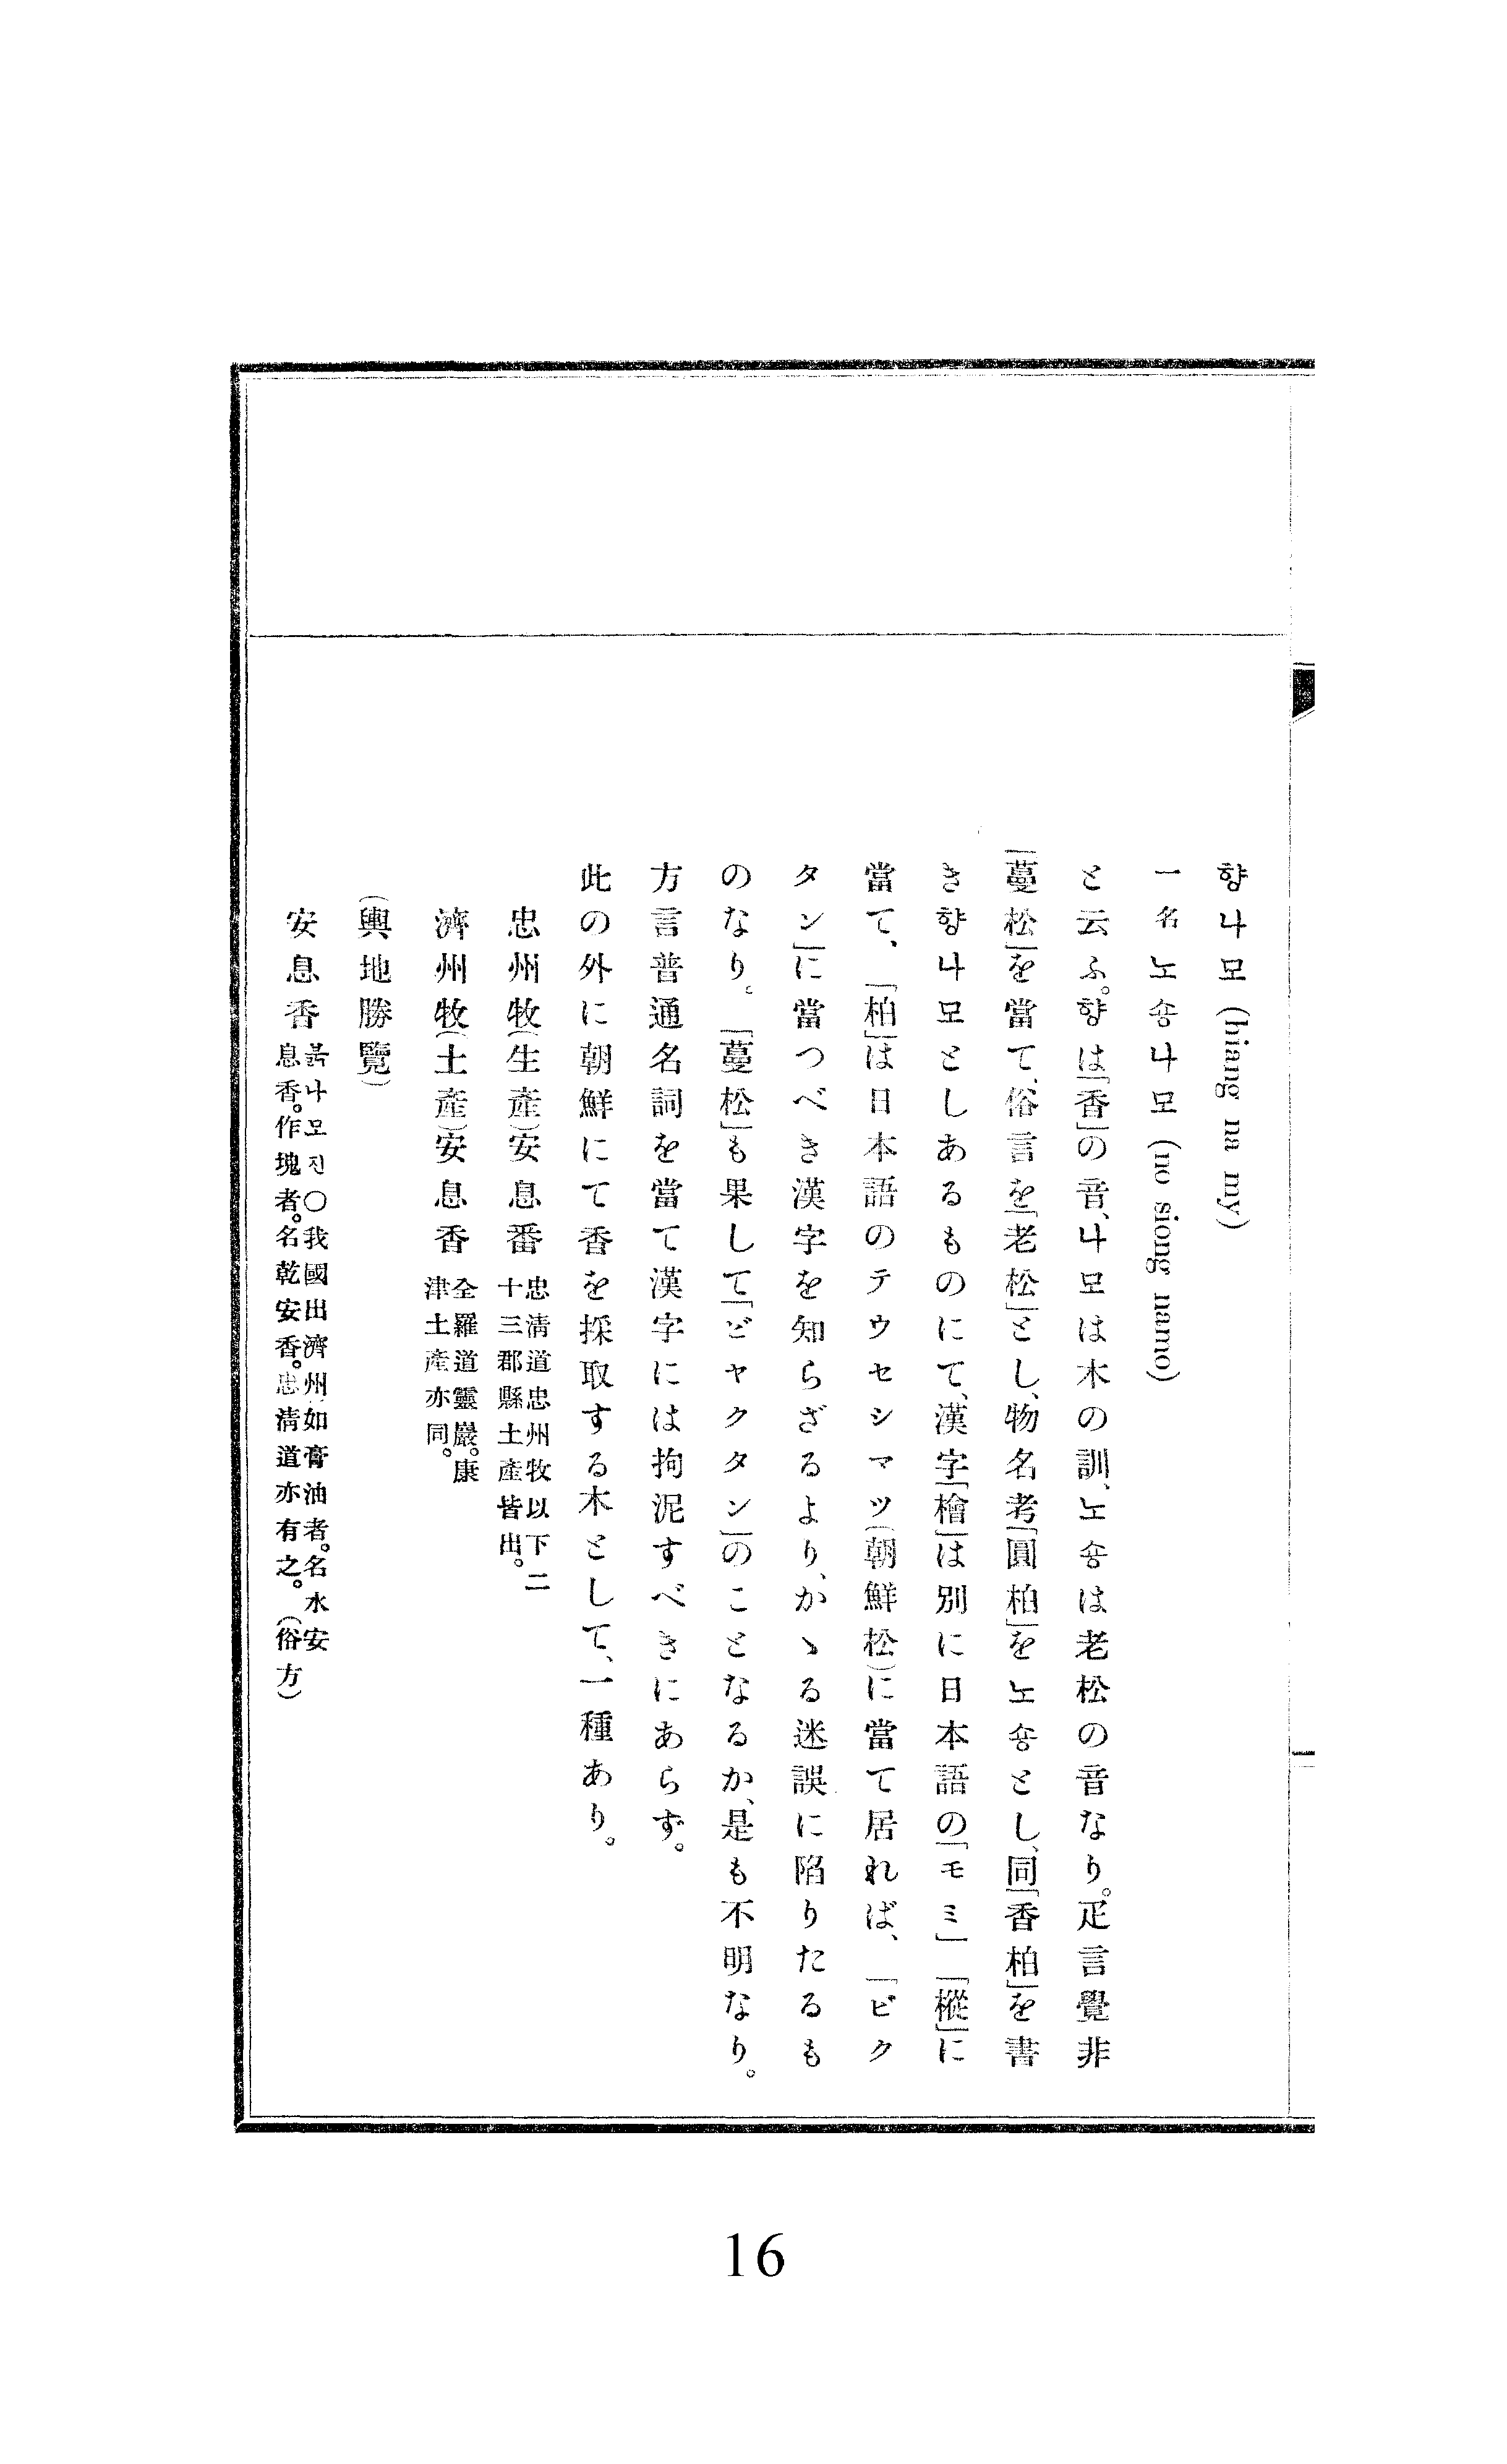 향나모 (hiang na my)
一名노송나모 (no siong namo)
と云ふ。향は「香」の音、나모は木の訓、노송は老松の音なり。疋言覺非
「蔓松」を當て、俗言を「老松」とし、物名考「圓柏」を노송とし、同「香柏」を書
き향나모としあるものにて、漢字「檜」は別に日本語の「モミ」「樅」に
當て、「柏」は日本語のテウセシマツ(朝鮮松)に當て居れば、「ビク
タン」に當つべき漢字を知らざるより、かゝる迷誤に陷りたるも
のなり。「蔓松」も果して「ビヤクタン」のことなるか、是も不明なり。
方言普通名詞を當て漢字には拘泥すべきにあらず。
此の外に朝鮮にて香を採取する木として、一種あり。
忠州牧(生產)安息番 忠淸道忠州牧以下二
十三郡縣土產皆出。
濟州牧(土產)安息香 全羅道靈巖。康
津土產亦同。
(輿地勝覽)
安息香 붉나모진〇我國出濟州如膏油者。名水安
息香。作塊者。名乾安香。忠淸道亦有之。(俗方)
16